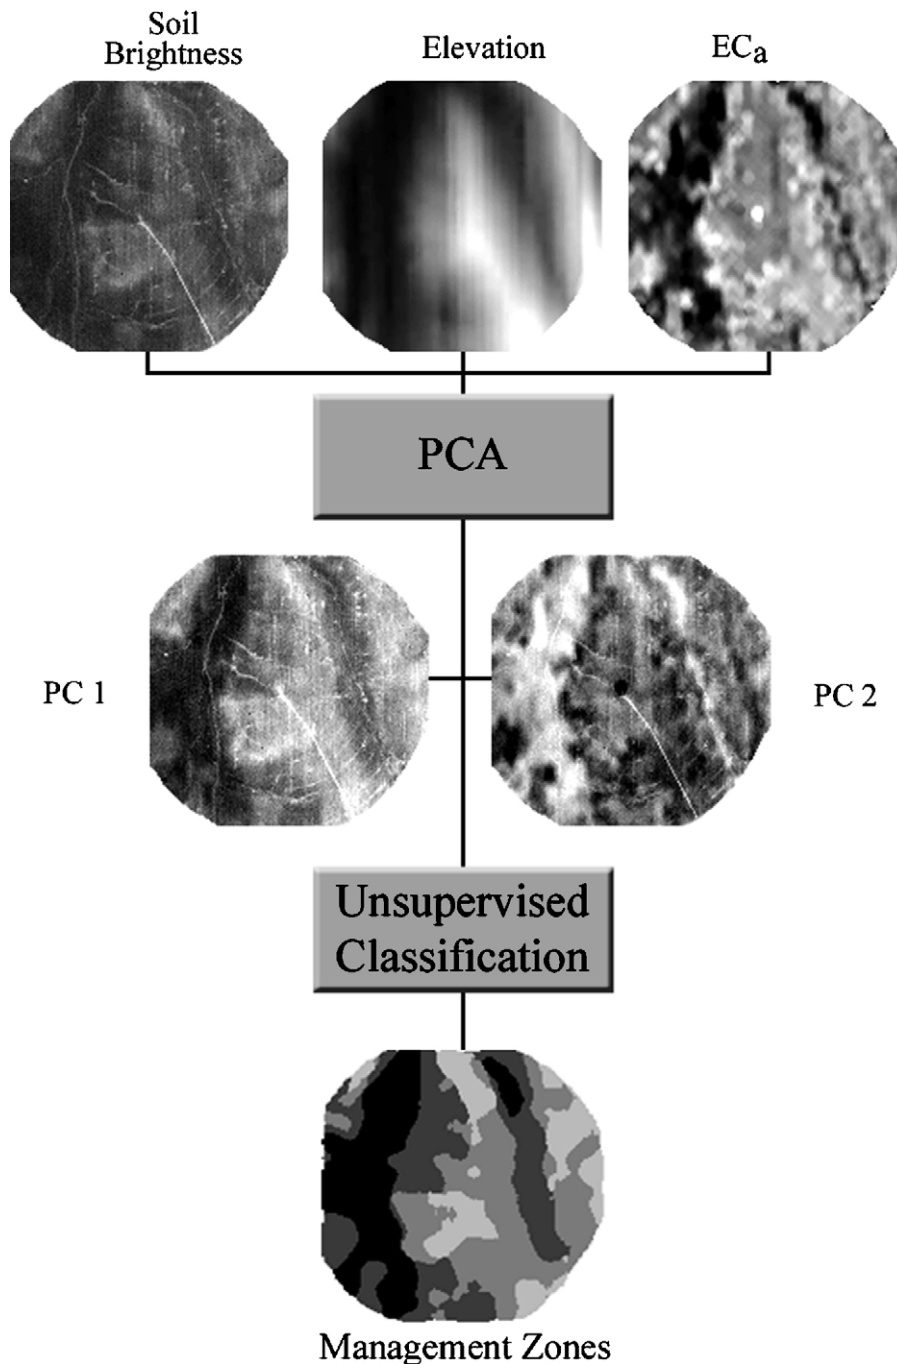 Soil
Brightness
Elevation
ECa
PCA
PC 1
PC 2
Unsupervised
Classification
Management Zones